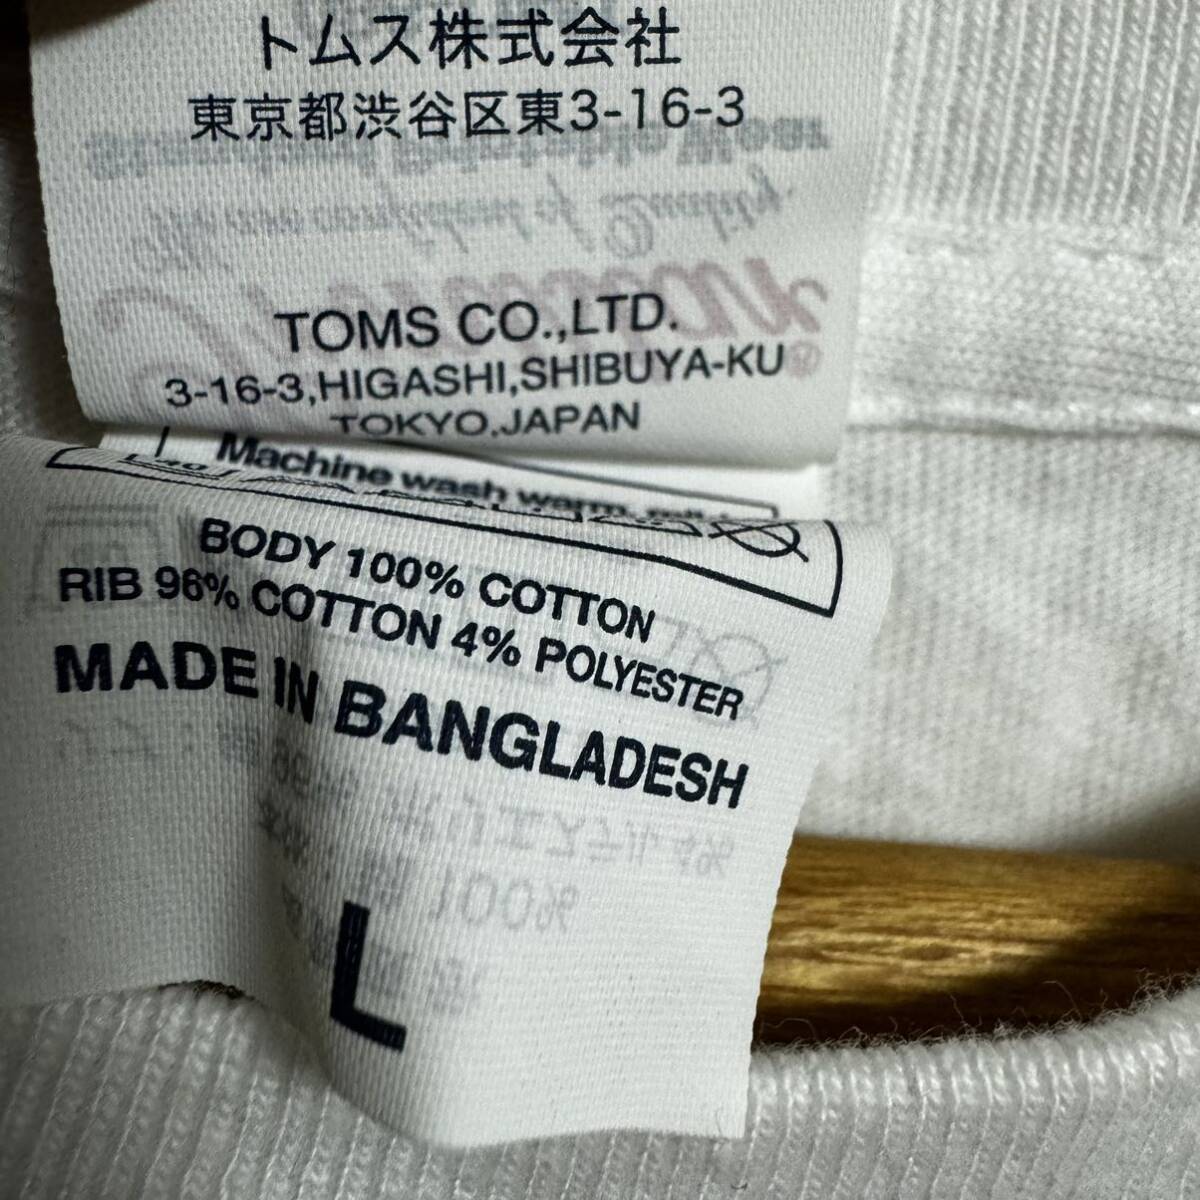 トムス株式会社
東京都渋谷区東3-16-3
TOMS CO.,LTD.
3-16-3,HIGASHI,SHIBUYA-KU
TOKYO,JAPAN
Machine wash warm,
BODY 100% COTTON
RIB 96% COTTON 4% POLYESTER
MADE IN BANGLADESH
L